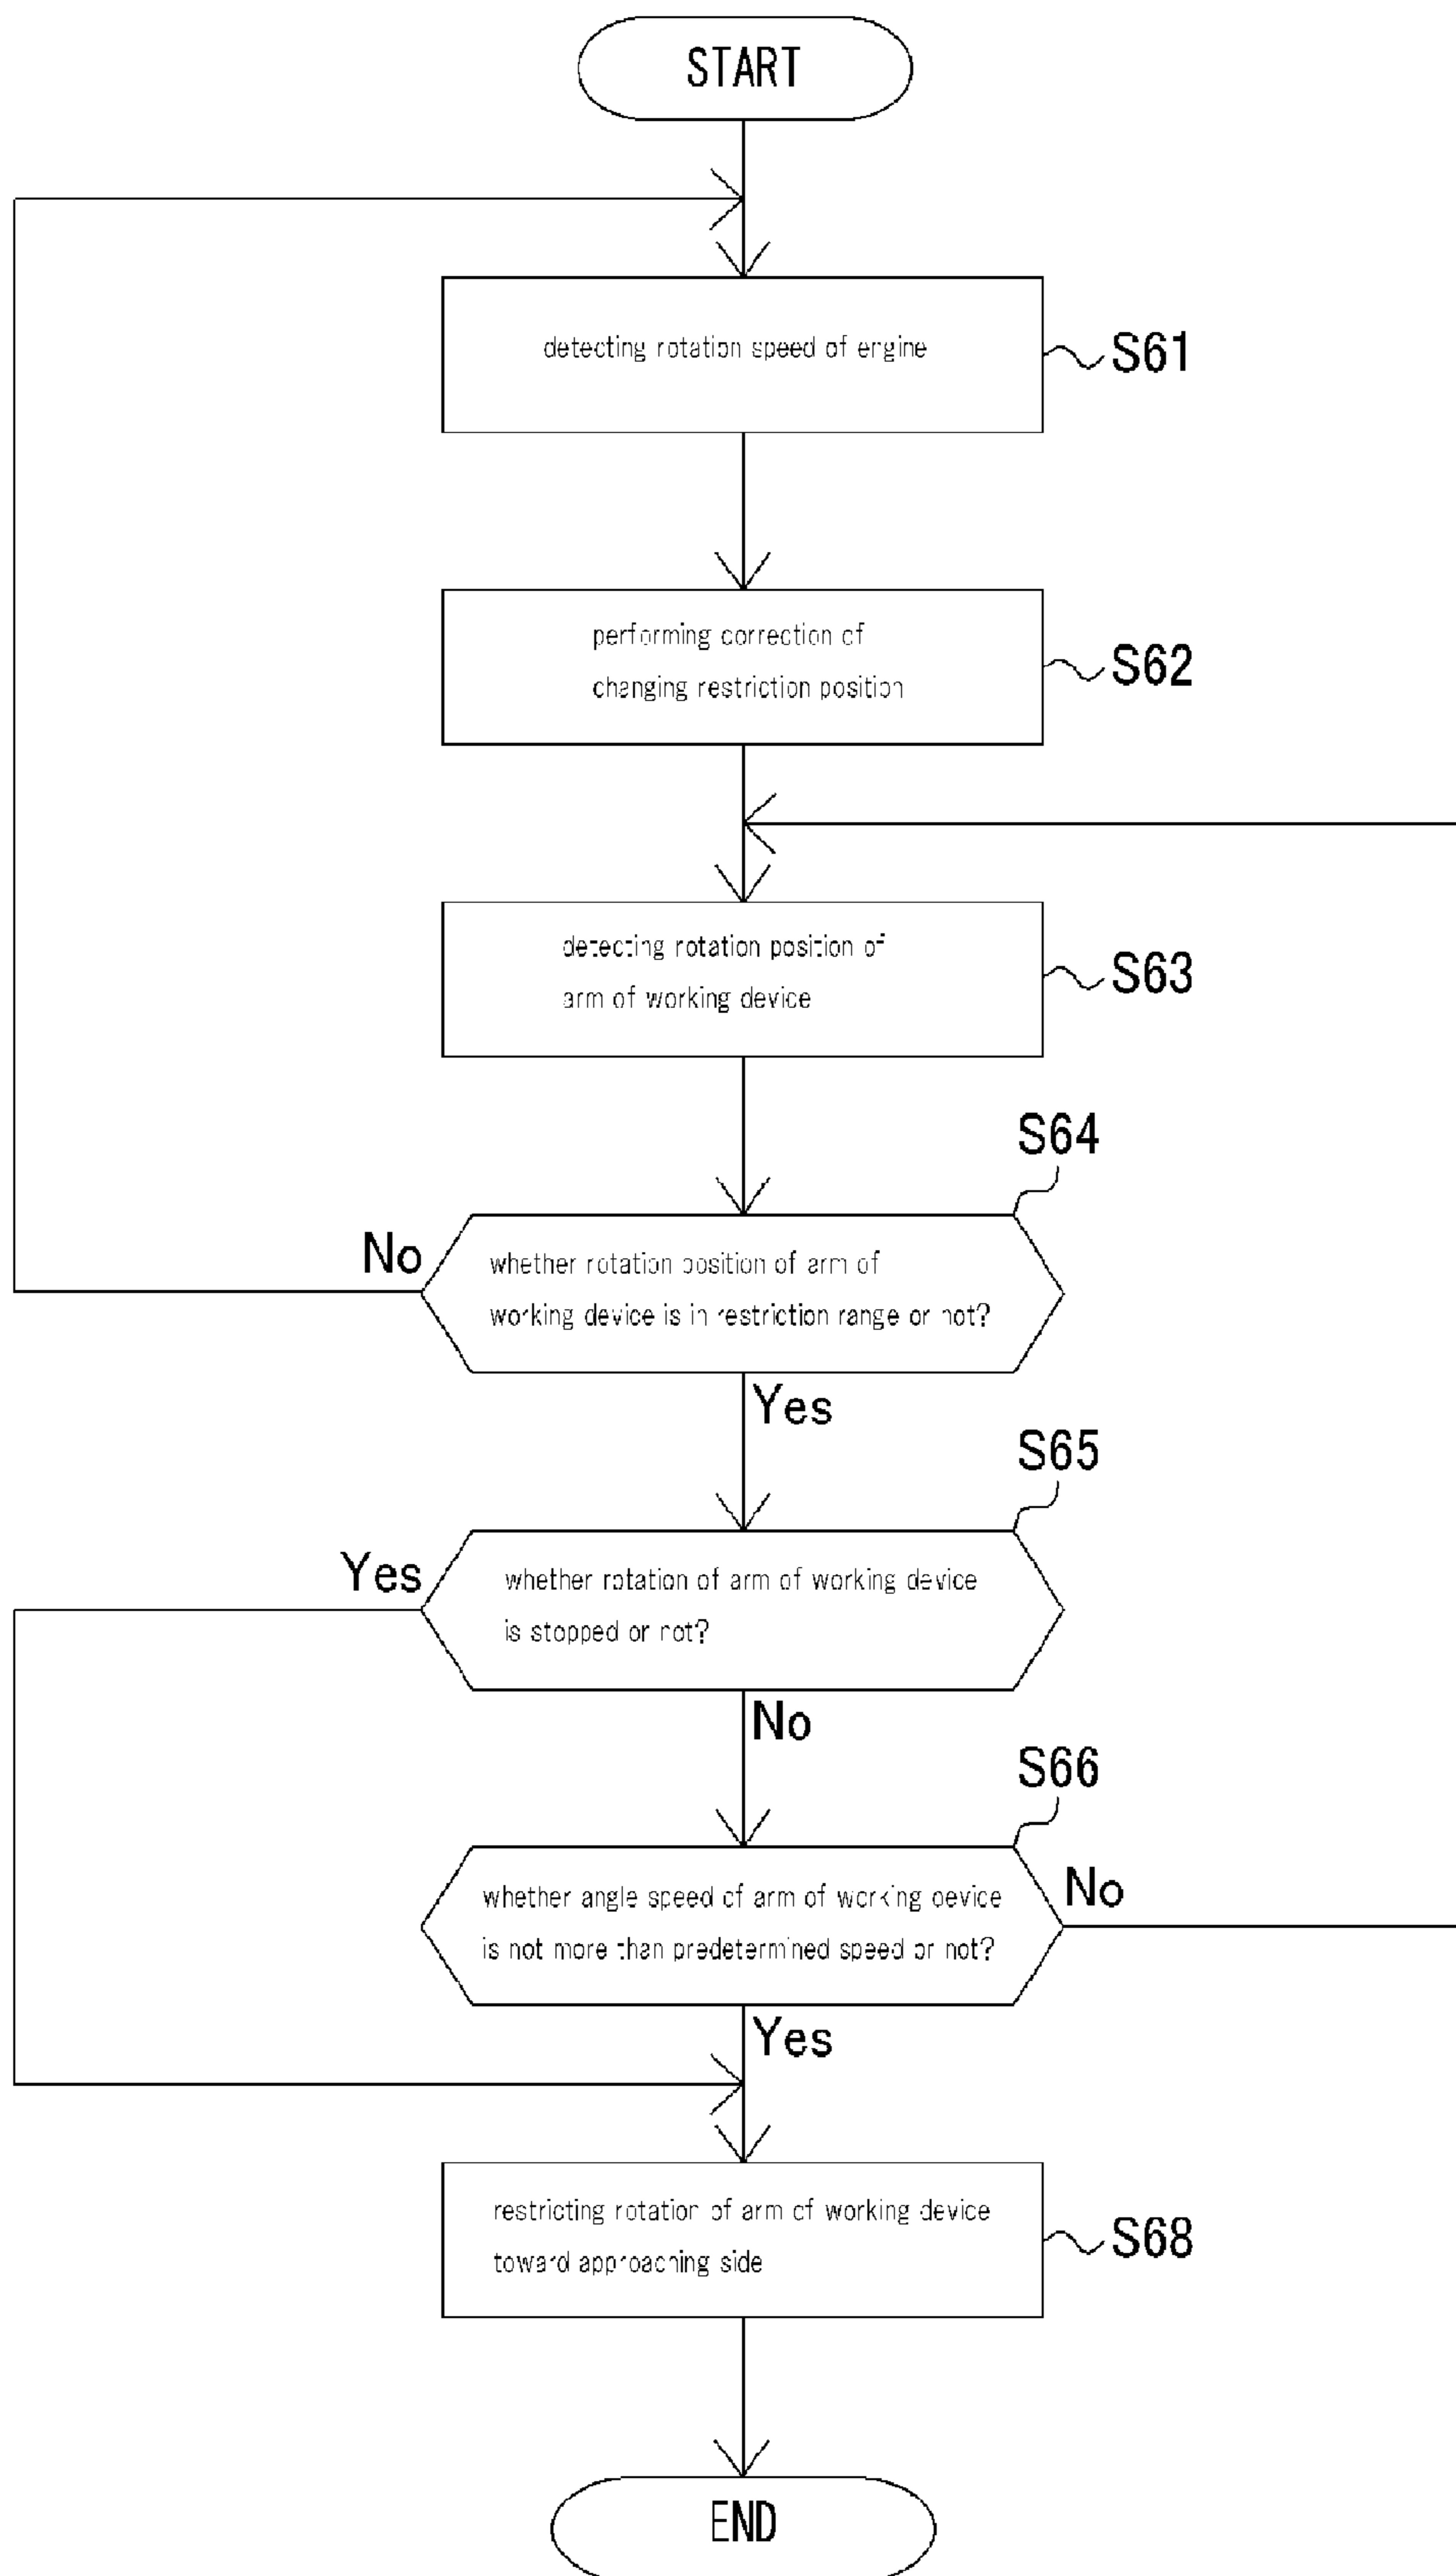 START
detecting rotation speed of engine
S61
performing correction of
changing restriction position
S62
detecting rotation position of
arm of working device
S63
S64
No
whether rotation position of arm of
working device is in restriction range or not?
Yes
S65
Yes
whether rotation of arm of working device
is stopped or not?
No
S66
whether angle speed of arm of working device
is not more than predetermined speed or not?
No
Yes
restricting rotation of arm of working device
toward approaching side
S68
END